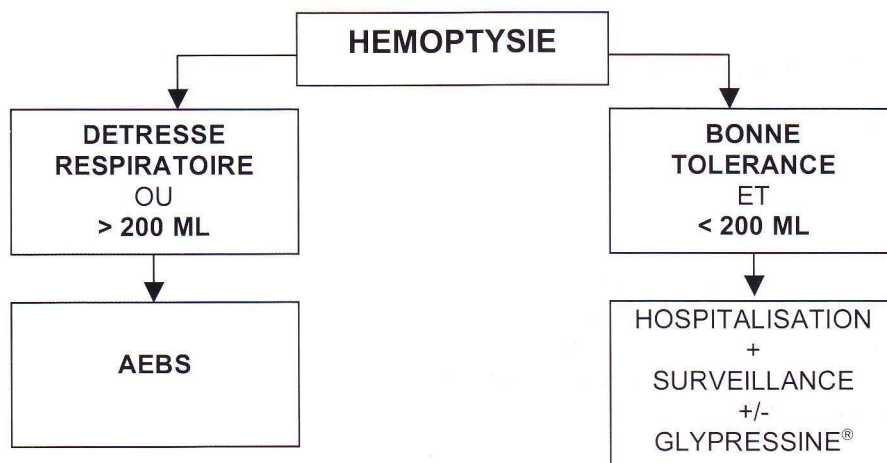 HEMOPTYSIE
DETRESSE
RESPIRATOIRE
OU
> 200 ML
BONNE
TOLERANCE
ET
< 200 ML
AEBS
HOSPITALISATION
+
SURVEILLANCE
+/-
GLYPRESSINE®